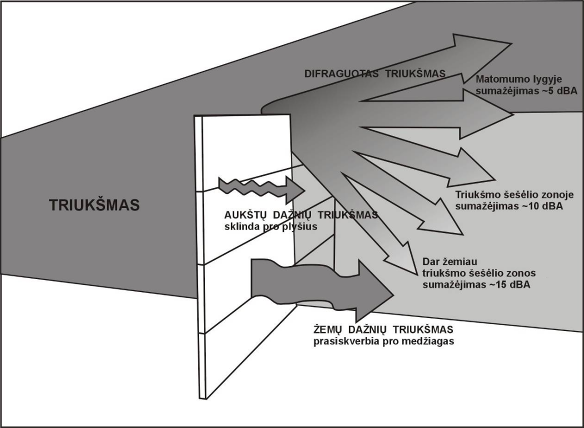 DIFRAGUOTAS TRIUKŠMAS
Matomumo lygyje
sumažėjimas ~5 dBA
TRIUKŠMAS
AUKŠTŲ DAŽNIŲ TRIUKŠMAS
sklinda pro plyšius
Triukšmo šešėlio zonoje
sumažėjimas ~10 dBA
Dar žemiau
triukšmo šešėlio zonos
sumažėjimas ~15 dBA
ŽEMŲ DAŽNIŲ TRIUKŠMAS
prasiskverbia pro medžiagas